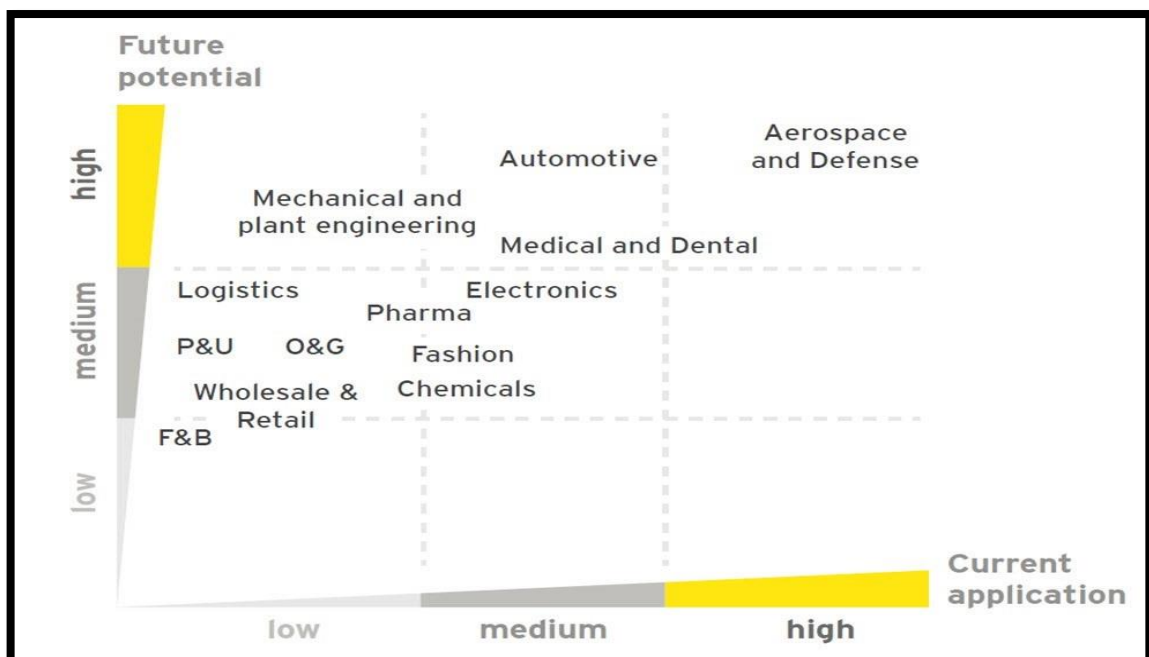 Future
potential
high
Aerospace
and Defense
Automotive
Mechanical and
plant engineering
Medical and Dental
medium
Logistics
Electronics
Pharma
P&U
O&G
Fashion
Wholesale &
Retail
Chemicals
F&B
low
Current
application
low
medium
high